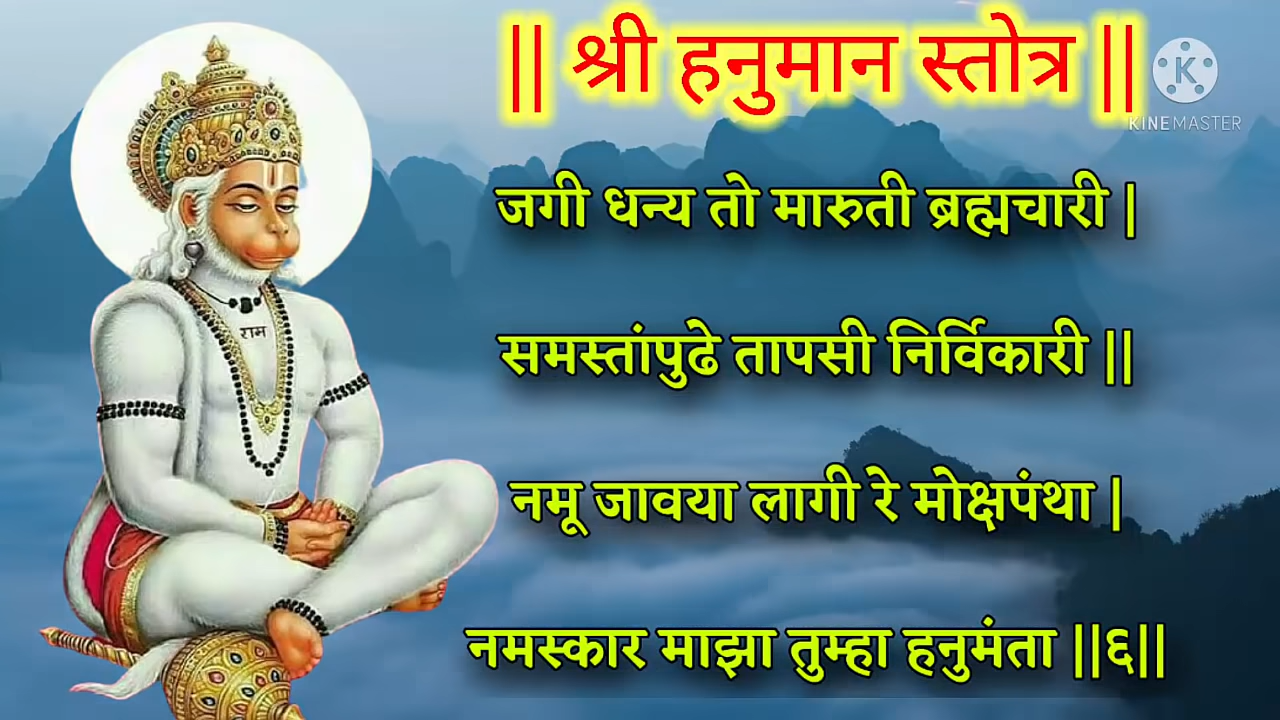 || श्री हनुमान स्तोत्र ||
K
KINEMASTER
जगी धन्य तो मारुती ब्रह्मचारी |
समस्तांपुढे तापसी निर्विकारी ||
राम
नमू जावया लागी रे मोक्षपंथा |
नमस्कार माझा तुम्हा हनुमंता ||६||